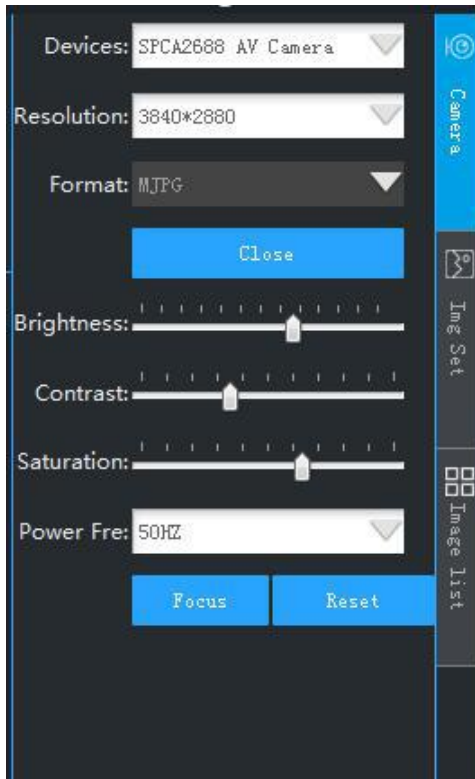 Devices: SPCA2688 AV Camera
Resolution: 3840*2880
Format: MJPG
Close
Brightness:
Contrast:
Saturation:
Power Fre: 50HZ
Focus Reset
Camera
Img Set
Image list